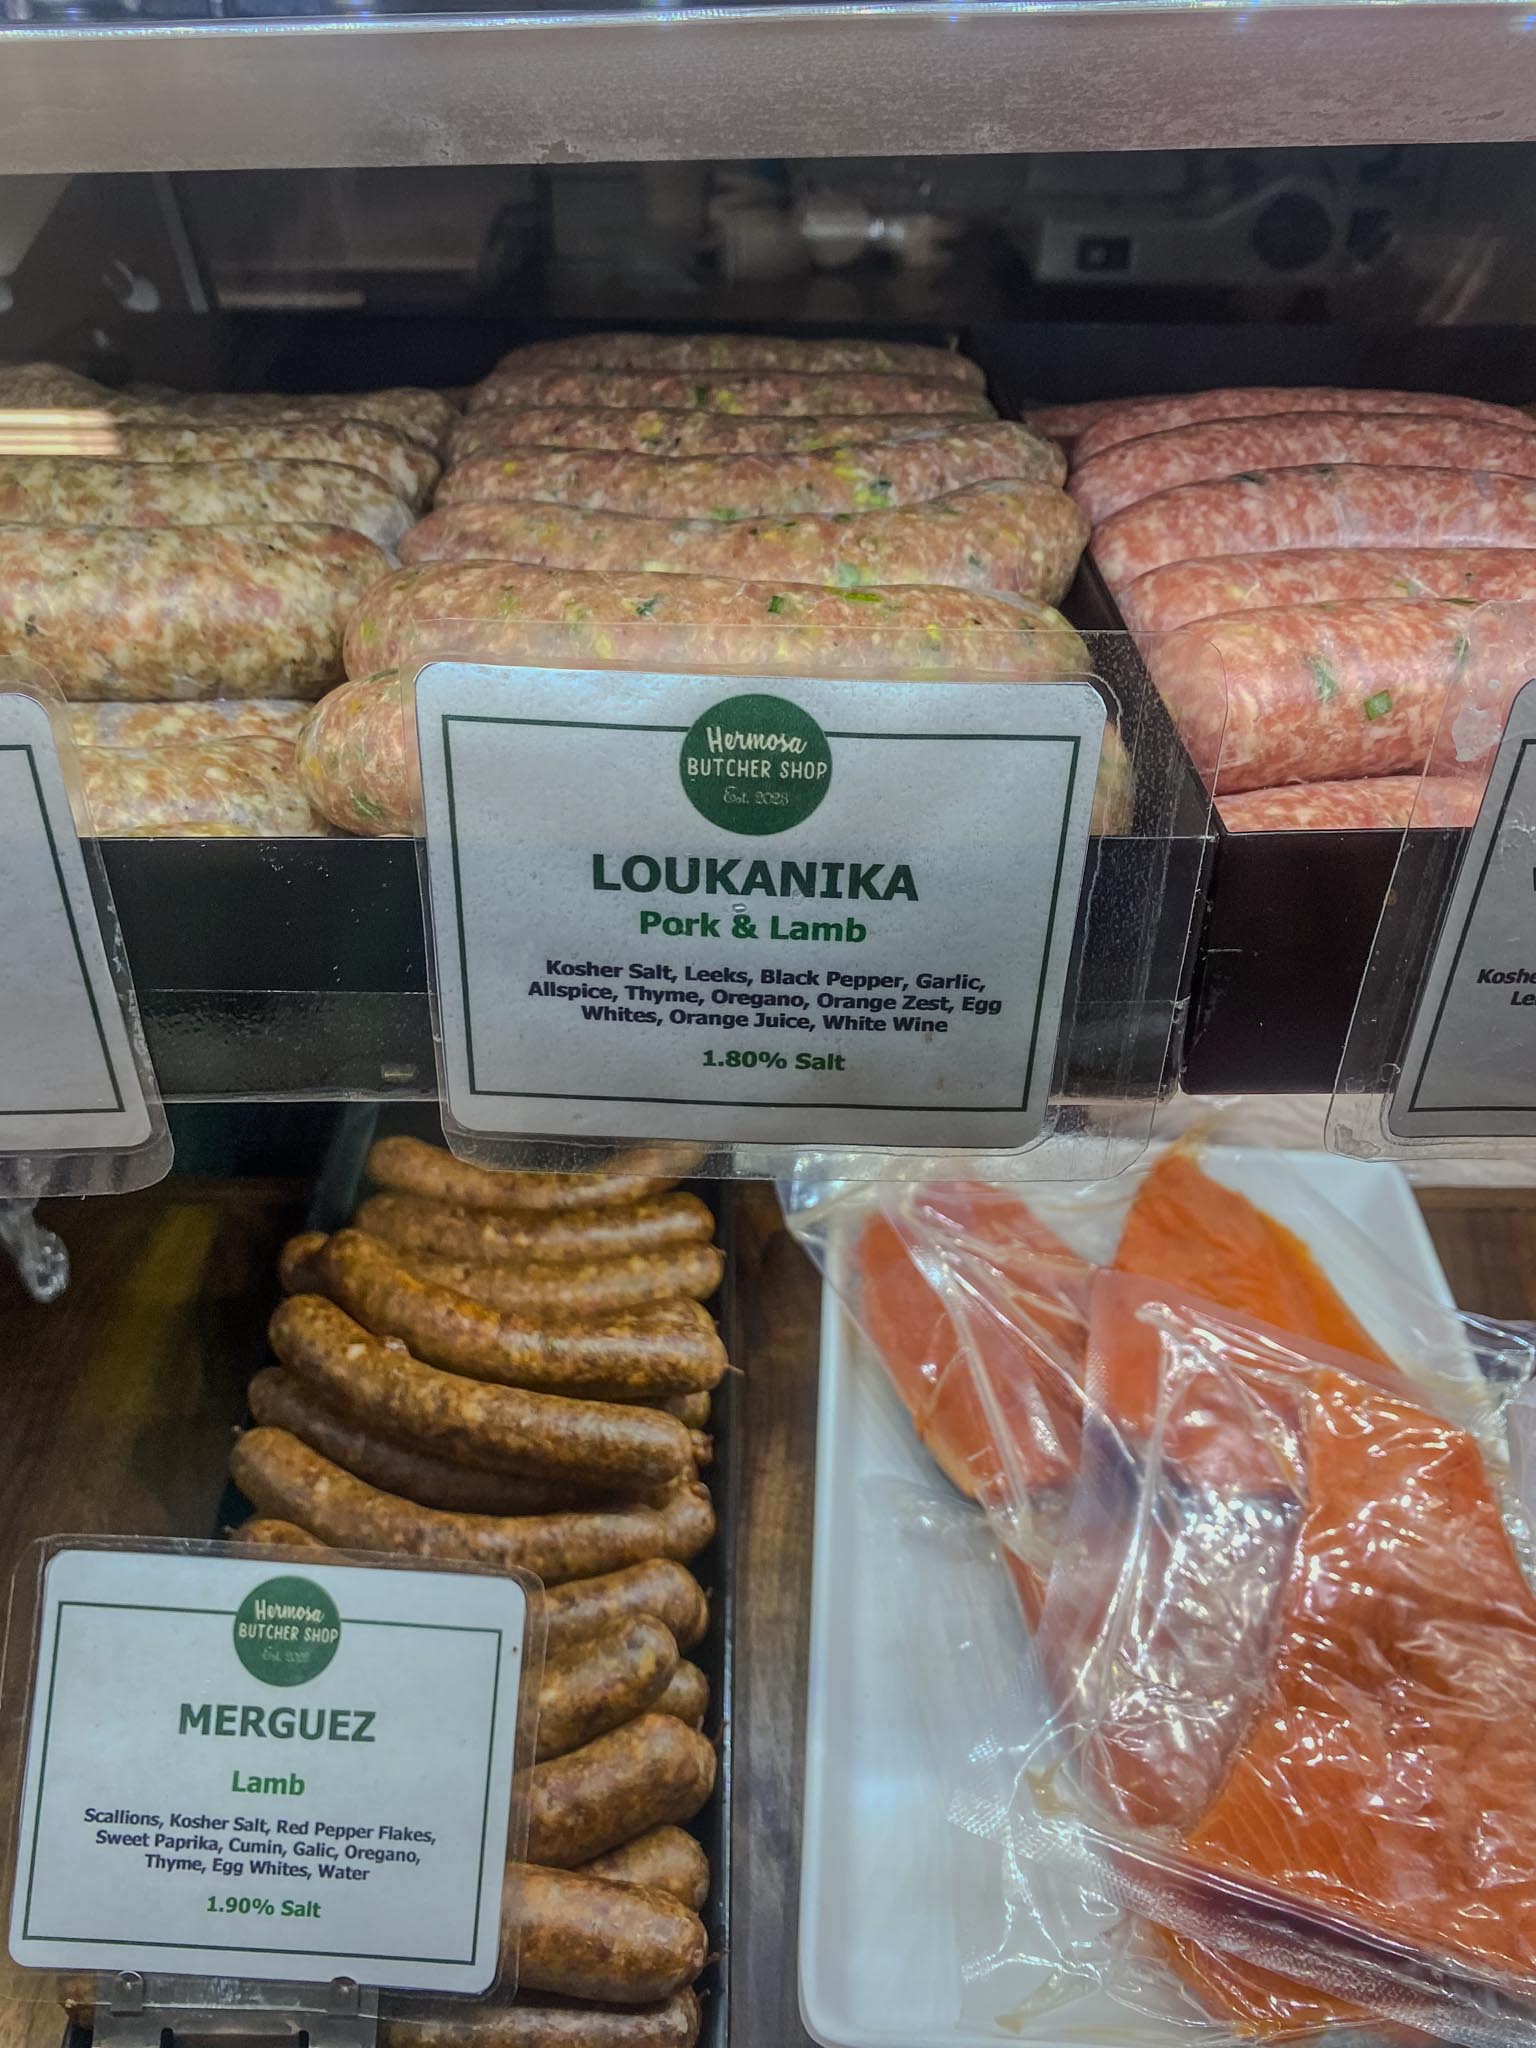 Hermosa
BUTCHER SHOP
Est. 2023
LOUKANIKA
Pork & Lamb
Kosher Salt, Leeks, Black Pepper, Garlic,
Allspice, Thyme, Oregano, Orange Zest, Egg
Whites, Orange Juice, White Wine
1.80% Salt
Koshe
Le
Hermosa
BUTCHER SHOP
Est. 2023
MERGUEZ
Lamb
Scallions, Kosher Salt, Red Pepper Flakes,
Sweet Paprika, Cumin, Galic, Oregano,
Thyme, Egg Whites, Water
1.90% Salt